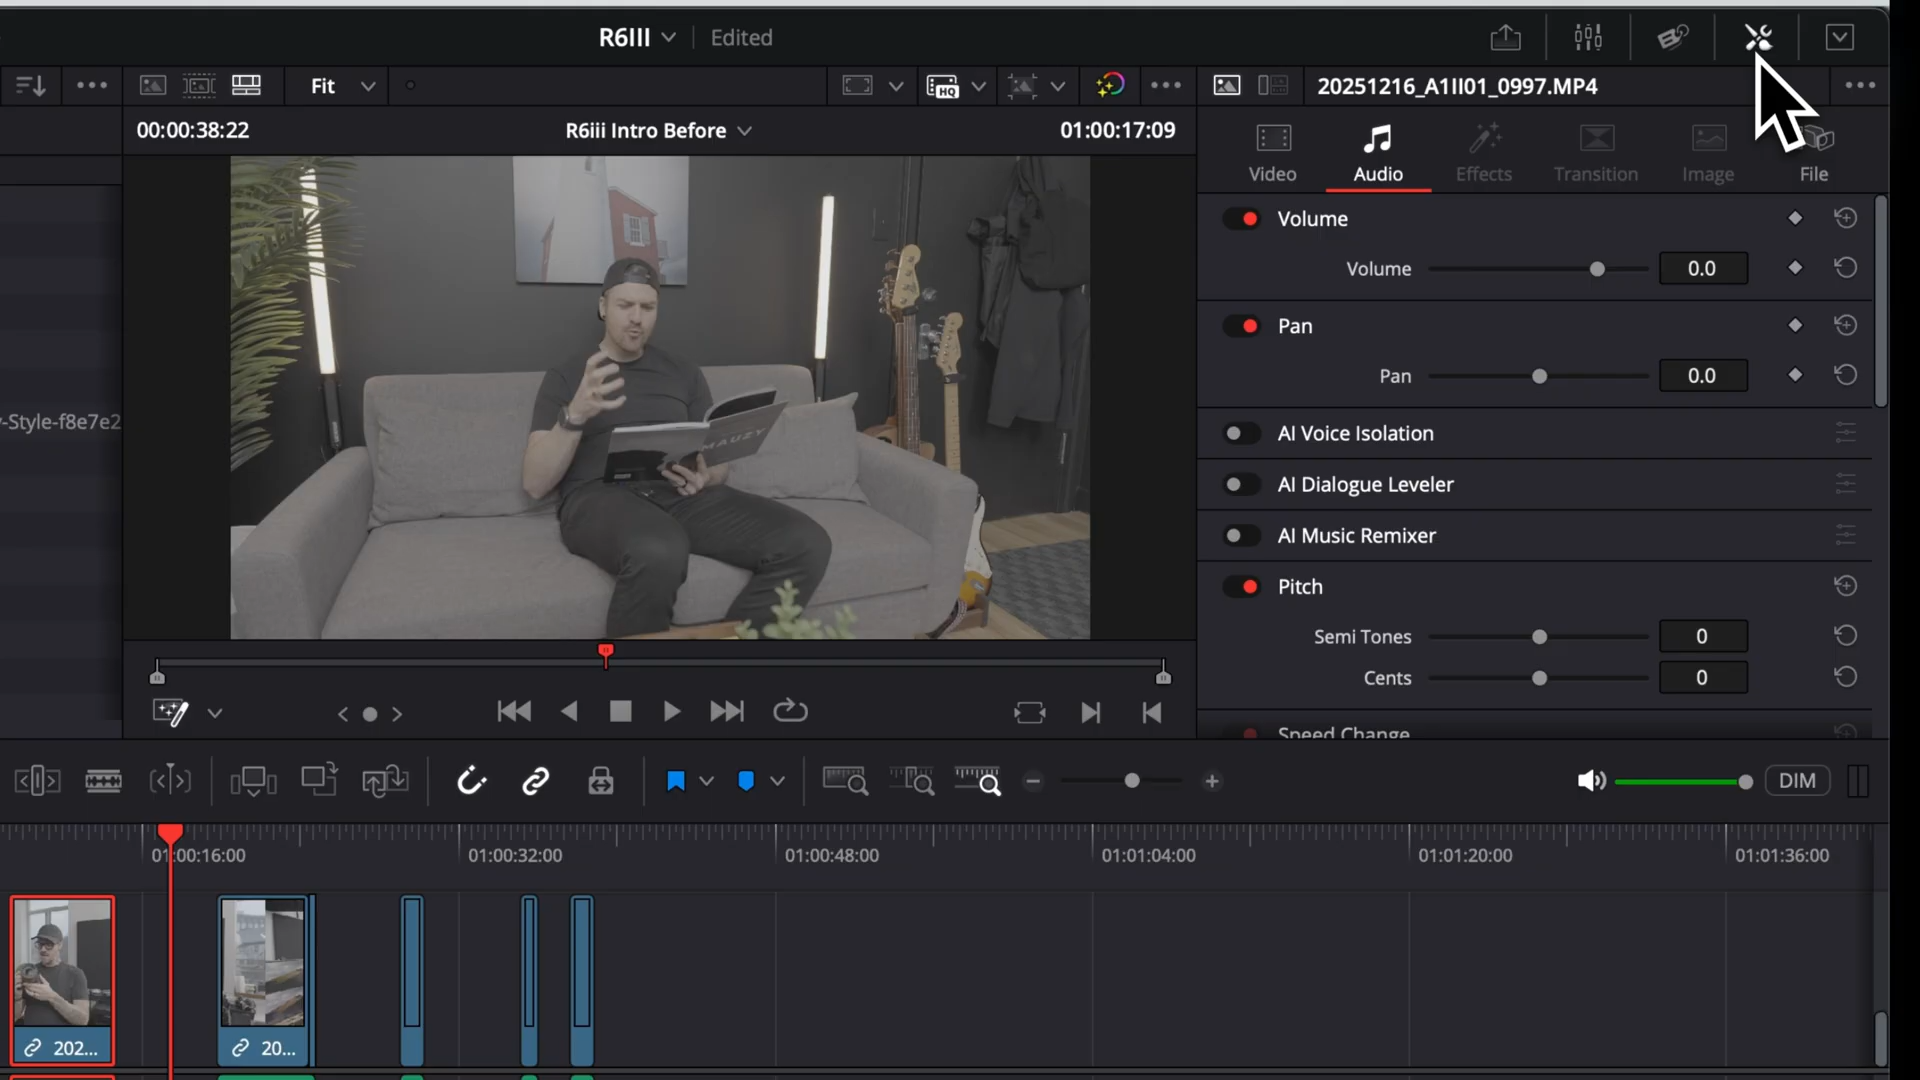 R6III
Edited
Fit
HQ
20251216_A1II01_0997.MP4
00:00:38:22
R6iii Intro Before
01:00:17:09
Video
Audio
Effects
Transition
Image
File
Volume
Volume
0.0
Pan
Pan
0.0
-Style-f8e7e2
AI Voice Isolation
AI Dialogue Leveler
AI Music Remixer
MAUZY
Pitch
Semi Tones
0
Cents
0
Speed Change
DIM
01:00:16:00
01:00:32:00
01:00:48:00
01:01:04:00
01:01:20:00
01:01:36:00
202...
20...